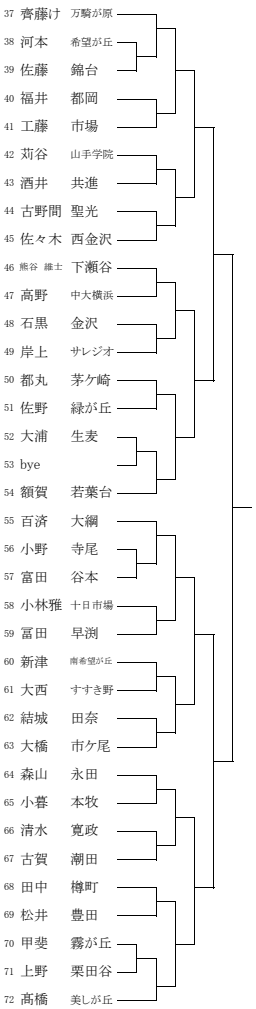 37 齊藤け 万騎が原
38 河本 希望が丘
39 佐藤 錦台
40 福井 都岡
41 工藤 市場
42 苅谷 山手学院
43 酒井 共進
44 古野間 聖光
45 佐々木 西金沢
46 熊谷 維士 下瀬谷
47 高野 中大横浜
48 石黒 金沢
49 岸上 サレジオ
50 都丸 茅ケ崎
51 佐野 緑が丘
52 大浦 生麦
53 bye
54 額賀 若葉台
55 百済 大綱
56 小野 寺尾
57 富田 谷本
58 小林雅 十日市場
59 冨田 早渕
60 新津 南希望が丘
61 大西 すすき野
62 結城 田奈
63 大橋 市ケ尾
64 森山 永田
65 小暮 本牧
66 清水 寛政
67 古賀 潮田
68 田中 樽町
69 松井 豊田
70 甲斐 霧が丘
71 上野 栗田谷
72 髙橋 美しが丘